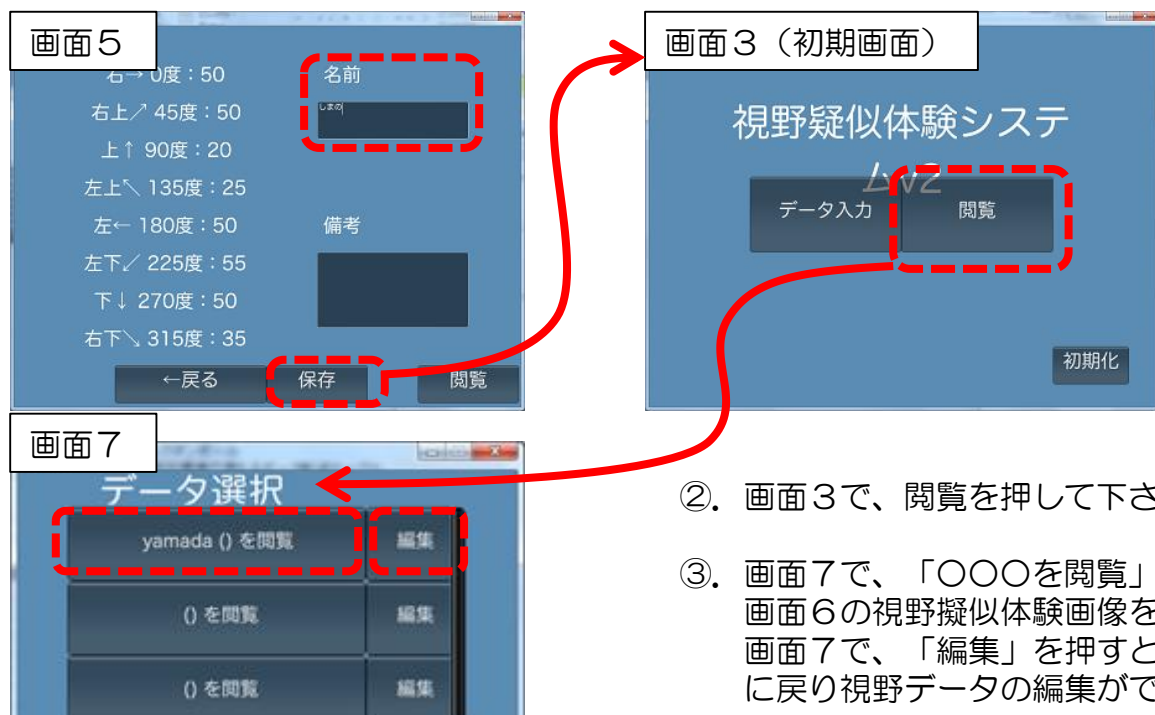 画面５
右→ 0度：50
右上↗ 45度：50
上↑ 90度：20
左上↖ 135度：25
左← 180度：50
左下↙ 225度：55
下↓ 270度：50
右下↘ 315度：35
名前
しまの
備考
←戻る
保存
閲覧
画面３（初期画面）
視野疑似体験システ
ムv2
データ入力
閲覧
初期化
画面７
データ選択
yamada () を閲覧
編集
() を閲覧
編集
() を閲覧
編集
②．画面３で、閲覧を押して下さ
③．画面７で、「〇〇〇を閲覧」
画面６の視野擬似体験画像を
画面７で、「編集」を押すと
に戻り視野データの編集がで